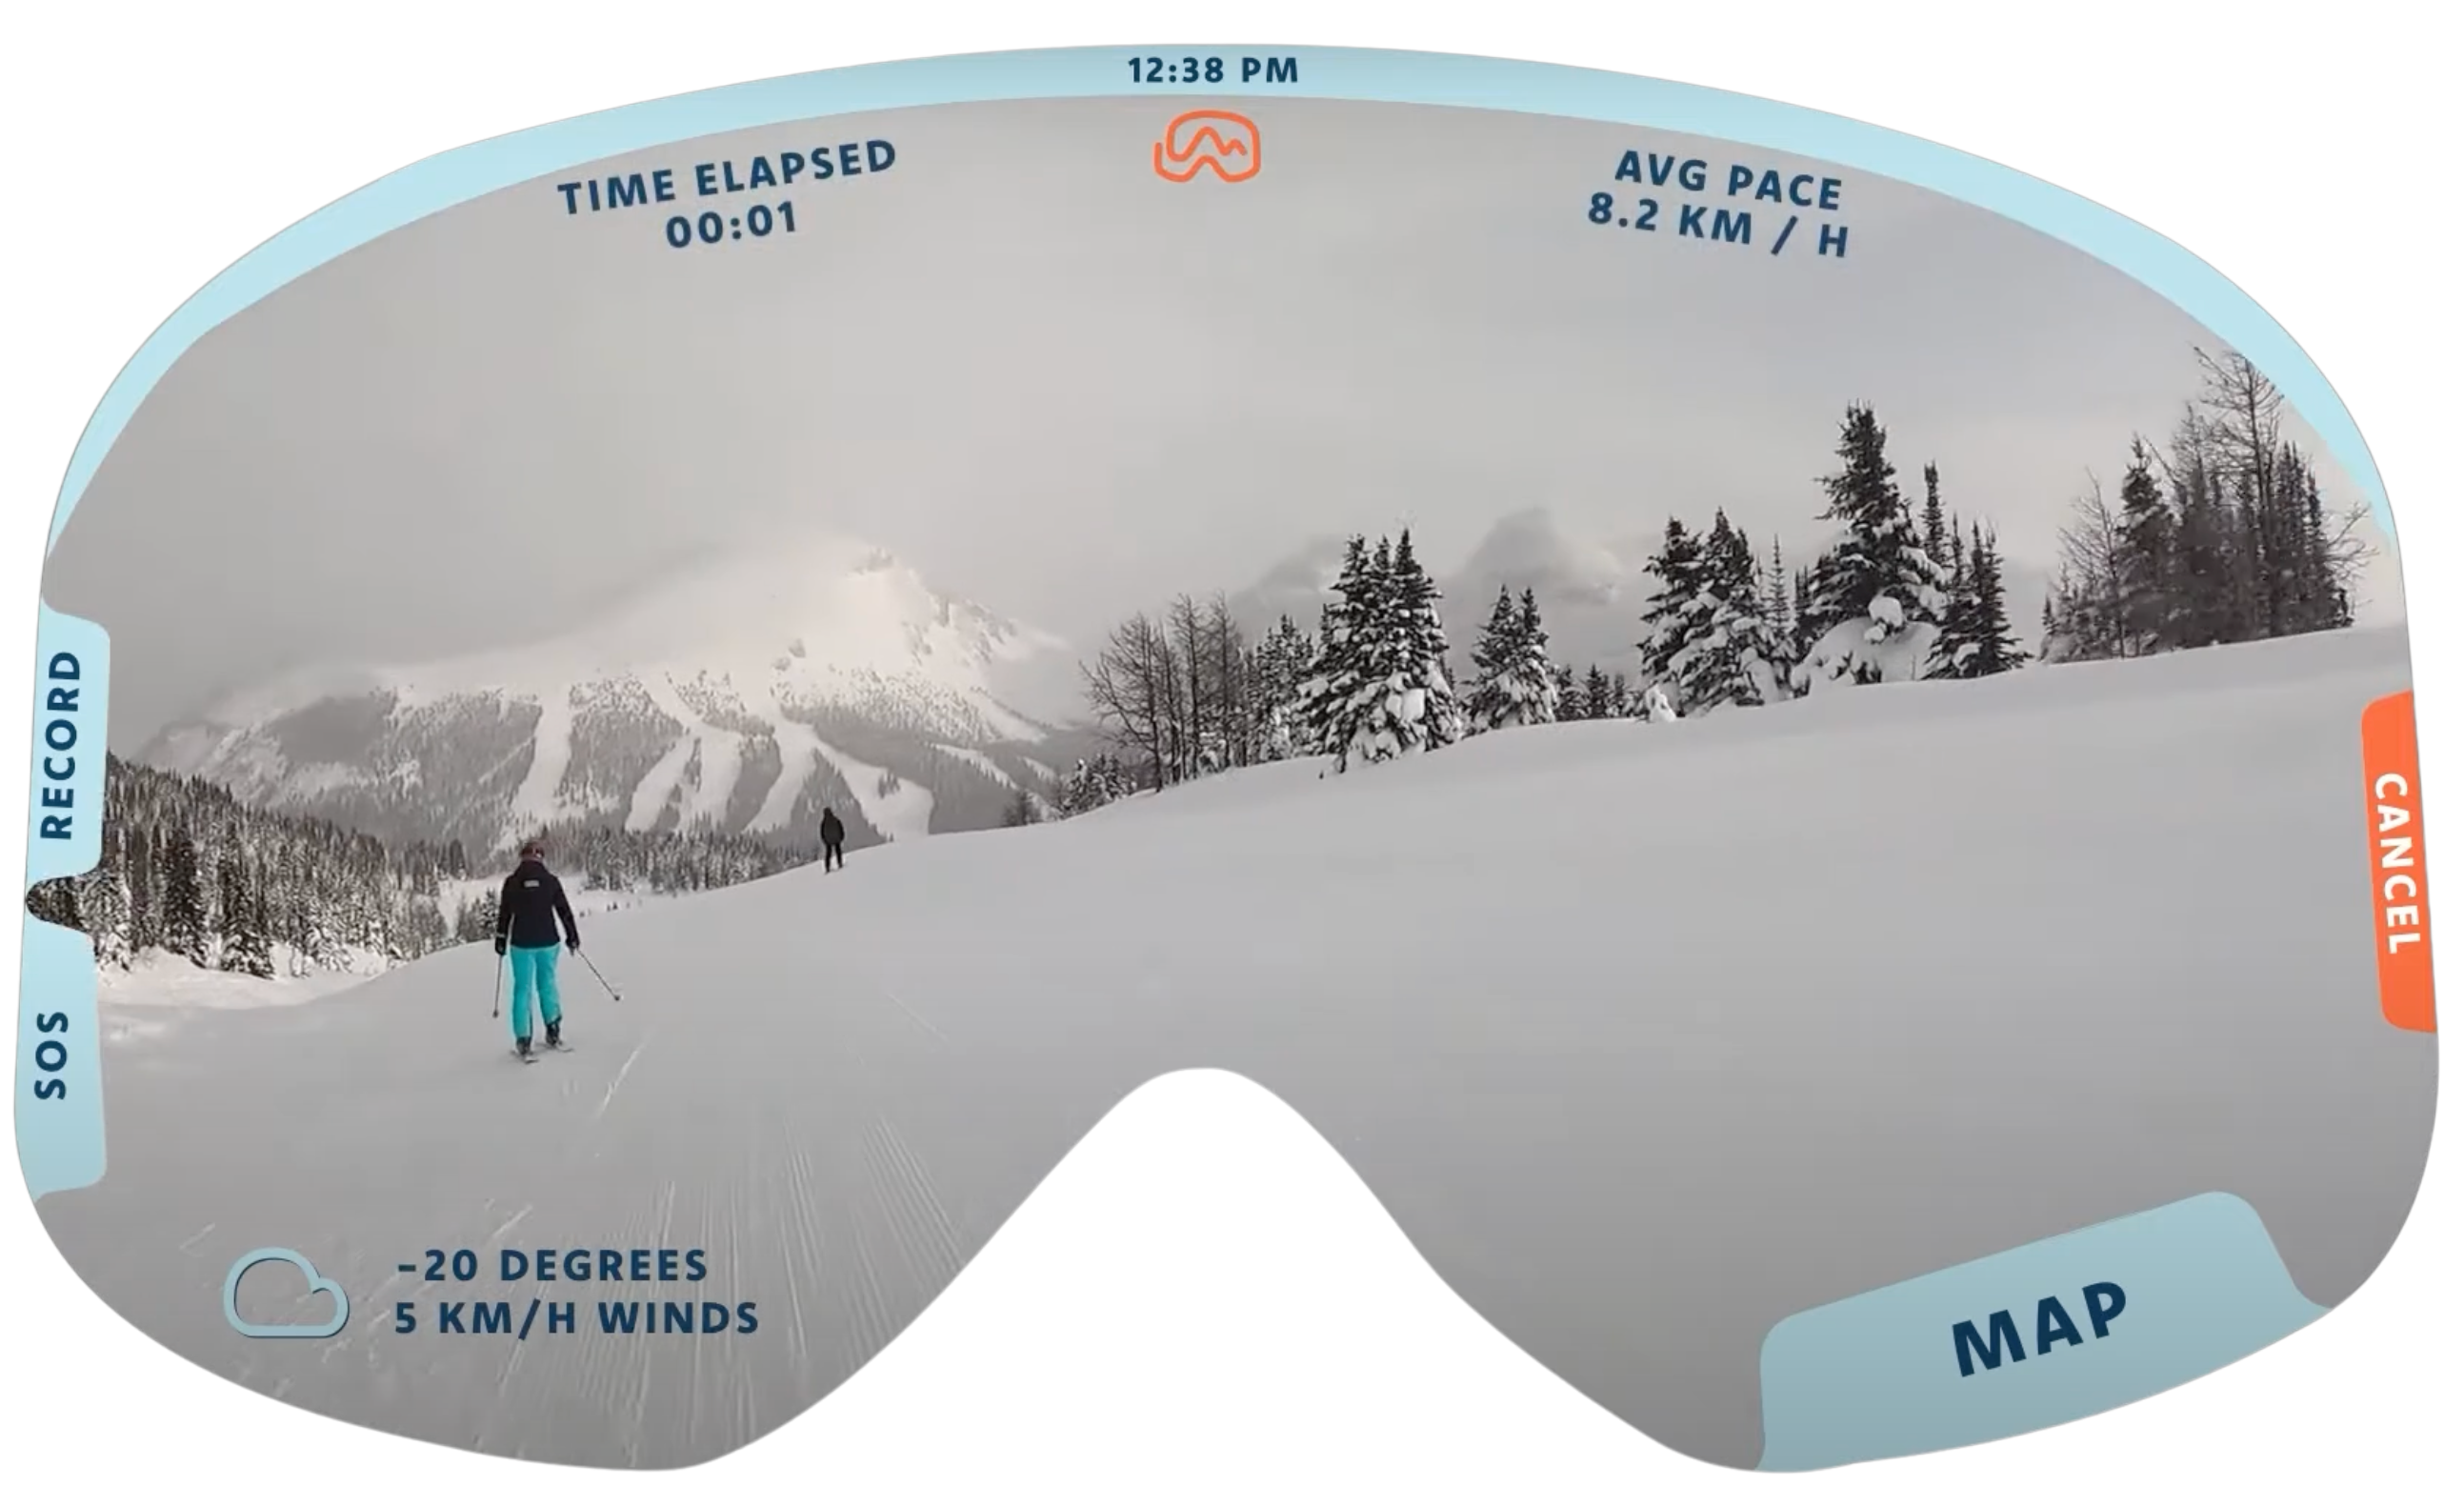 12:38 PM
TIME ELAPSED
00:01
AVG PACE
8.2 KM / H
RECORD
SOS
CANCEL
-20 DEGREES
5 KM/H WINDS
MAP